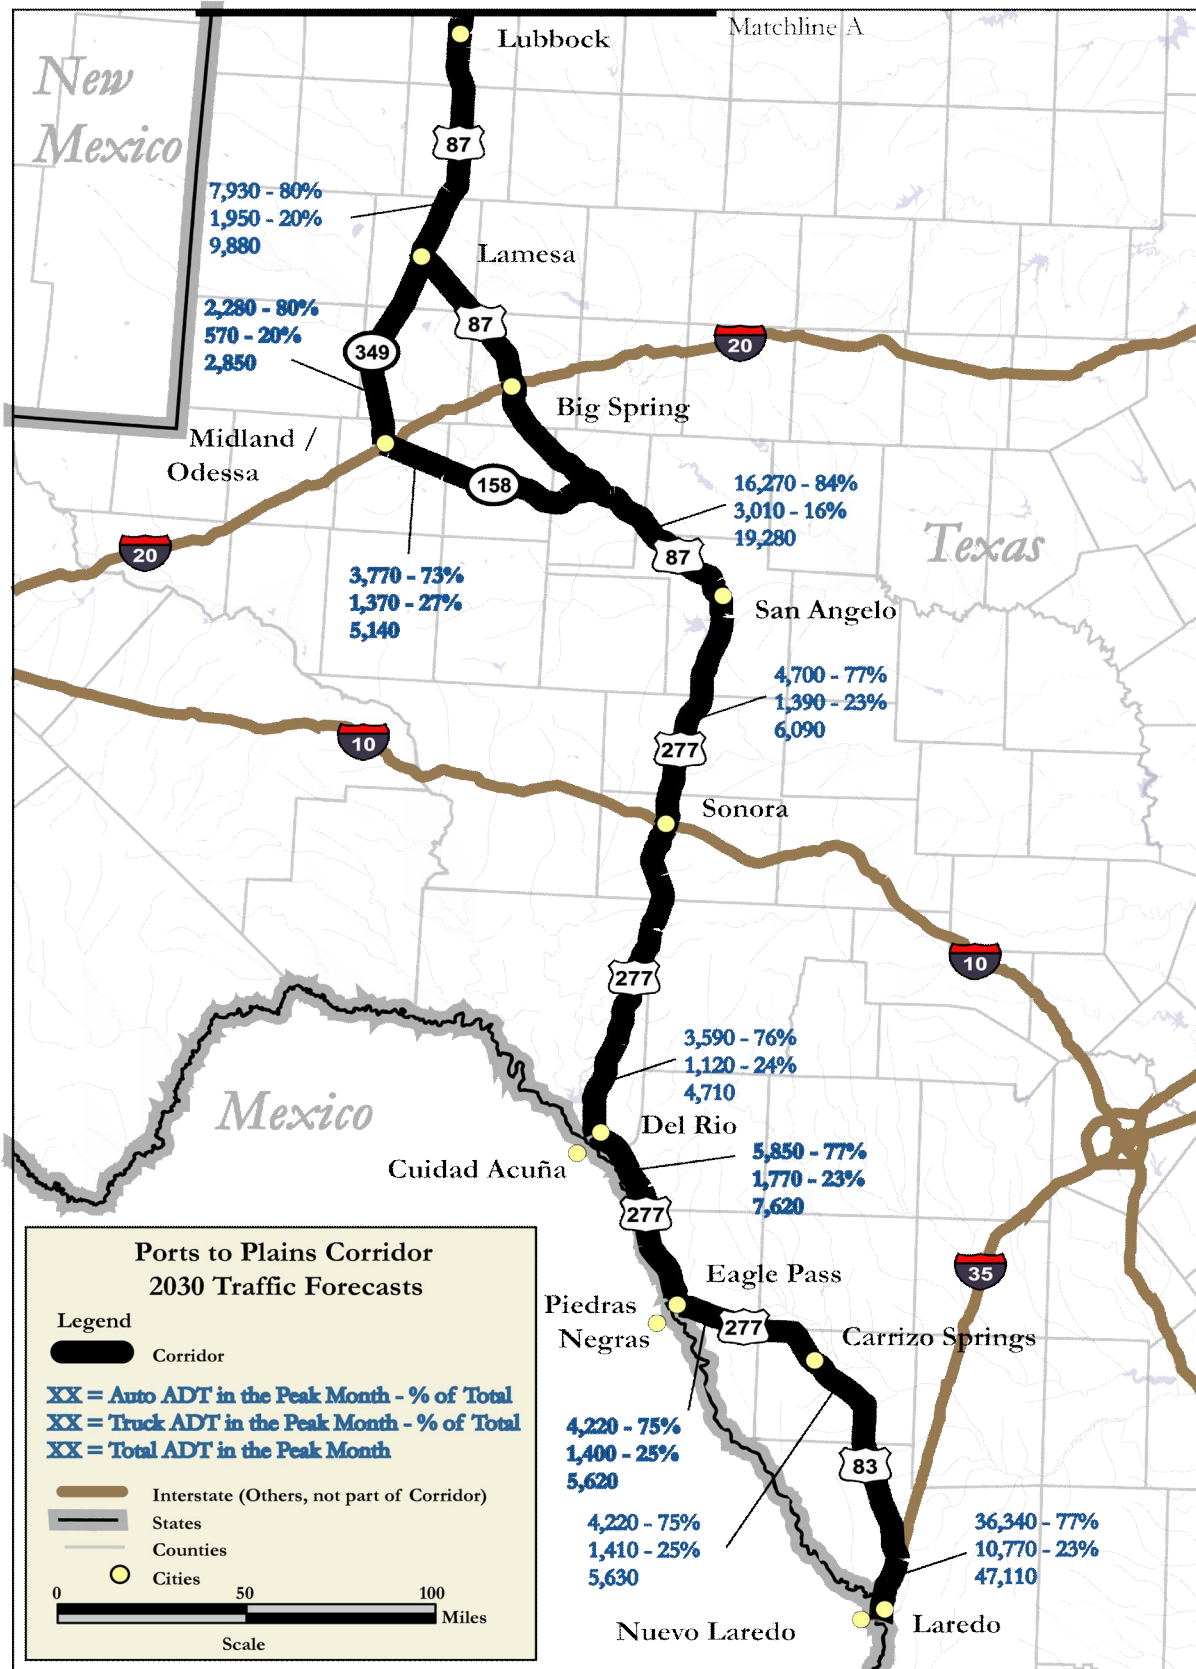 Matchline A
Lubbock
New
Mexico
87
7,930 - 80%
1,950 - 20%
9,880
Lamesa
2,280 - 80%
570 - 20%
2,850
87
349
20
Big Spring
Midland /
Odessa
158
16,270 - 84%
3,010 - 16%
19,280
Texas
20
87
3,770 - 73%
1,370 - 27%
5,140
San Angelo
4,700 - 77%
1,390 - 23%
6,090
10
277
Sonora
10
277
3,590 - 76%
1,120 - 24%
4,710
Mexico
Del Rio
Cuidad Acuña
5,850 - 77%
1,770 - 23%
7,620
277
35
Eagle Pass
Piedras
Negras
277
Carrizo Springs
4,220 - 75%
1,400 - 25%
5,620
83
4,220 - 75%
1,410 - 25%
5,630
36,340 - 77%
10,770 - 23%
47,110
Nuevo Laredo
Laredo
Ports to Plains Corridor
2030 Traffic Forecasts
Legend
Corridor
XX = Auto ADT in the Peak Month - % of Total
XX = Truck ADT in the Peak Month - % of Total
XX = Total ADT in the Peak Month
Interstate (Others, not part of Corridor)
States
Counties
Cities
0 50 100
Miles
Scale